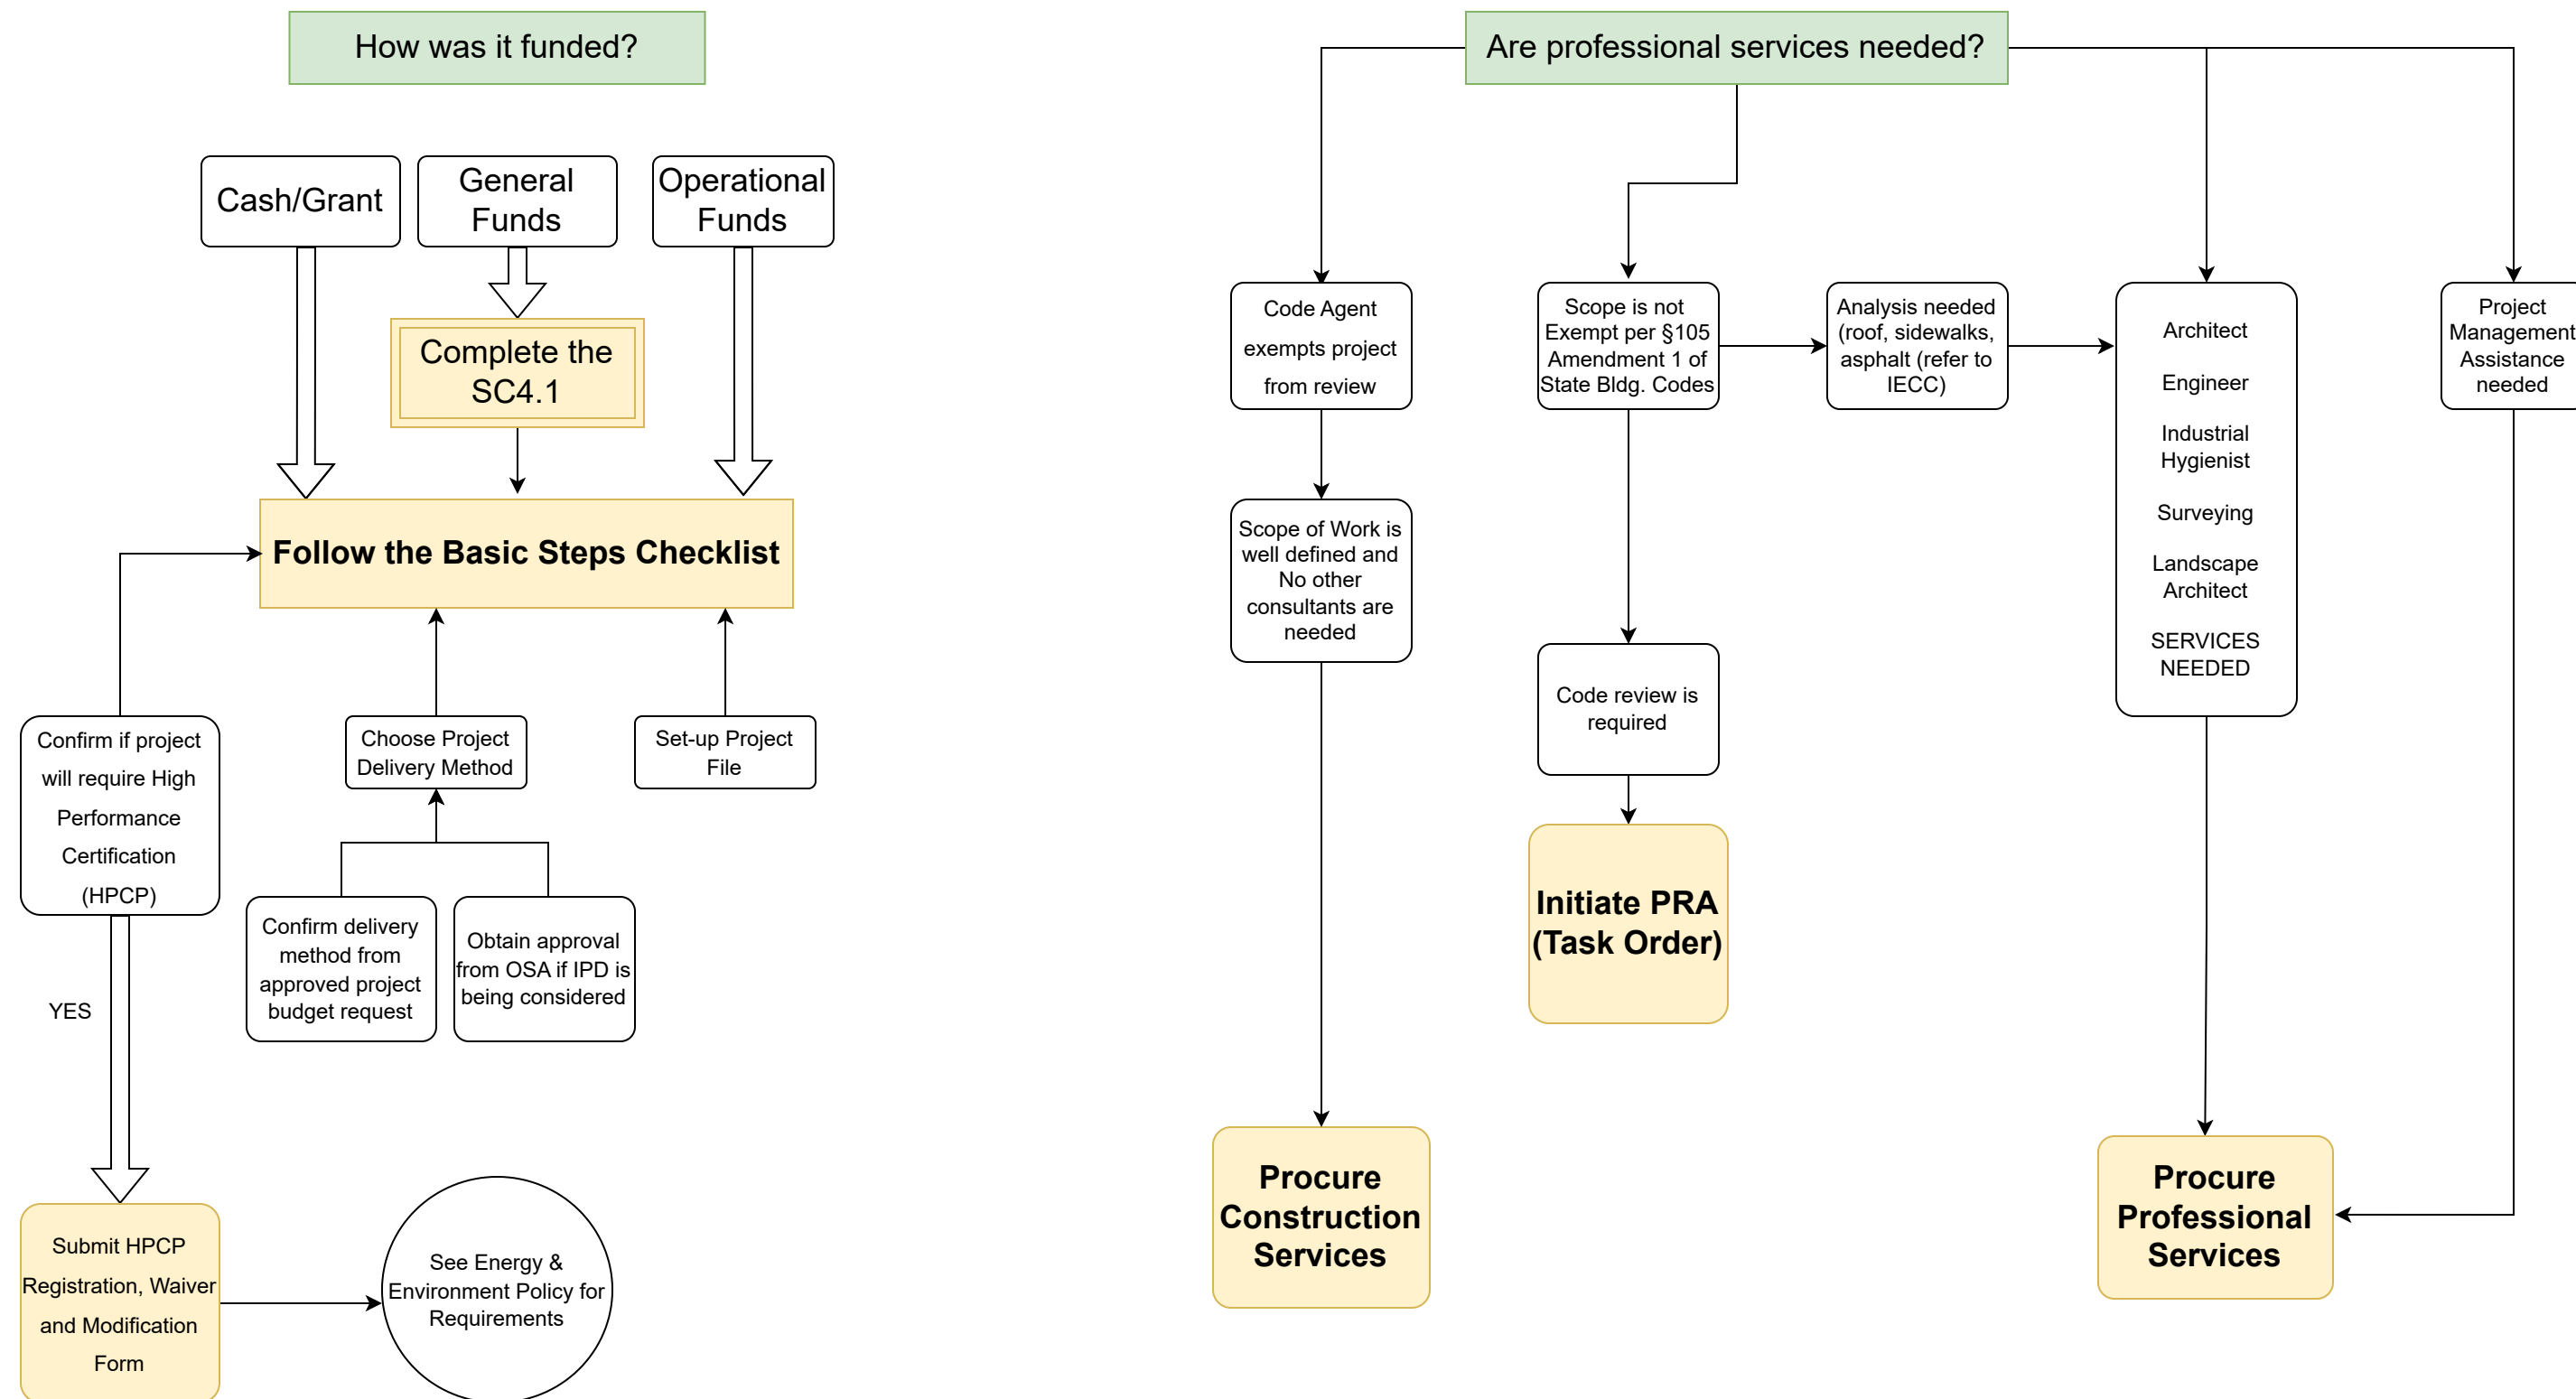 How was it funded?
Are professional services needed?
Cash/Grant
General
Funds
Operational
Funds
Complete the
SC4.1
Follow the Basic Steps Checklist
Confirm if project
will require High
Performance
Certification
(HPCP)
Choose Project
Delivery Method
Set-up Project
File
Confirm delivery
method from
approved project
budget request
Obtain approval
from OSA if IPD is
being considered
YES
Submit HPCP
Registration, Waiver
and Modification
Form
See Energy &
Environment Policy for
Requirements
Code Agent
exempts project
from review
Scope of Work is
well defined and
No other
consultants are
needed
Procure
Construction
Services
Scope is not
Exempt per §105
Amendment 1 of
State Bldg. Codes
Code review is
required
Initiate PRA
(Task Order)
Analysis needed
(roof, sidewalks,
asphalt (refer to
IECC)
Architect
Engineer
Industrial
Hygienist
Surveying
Landscape
Architect
SERVICES
NEEDED
Project
Management
Assistance
needed
Procure
Professional
Services